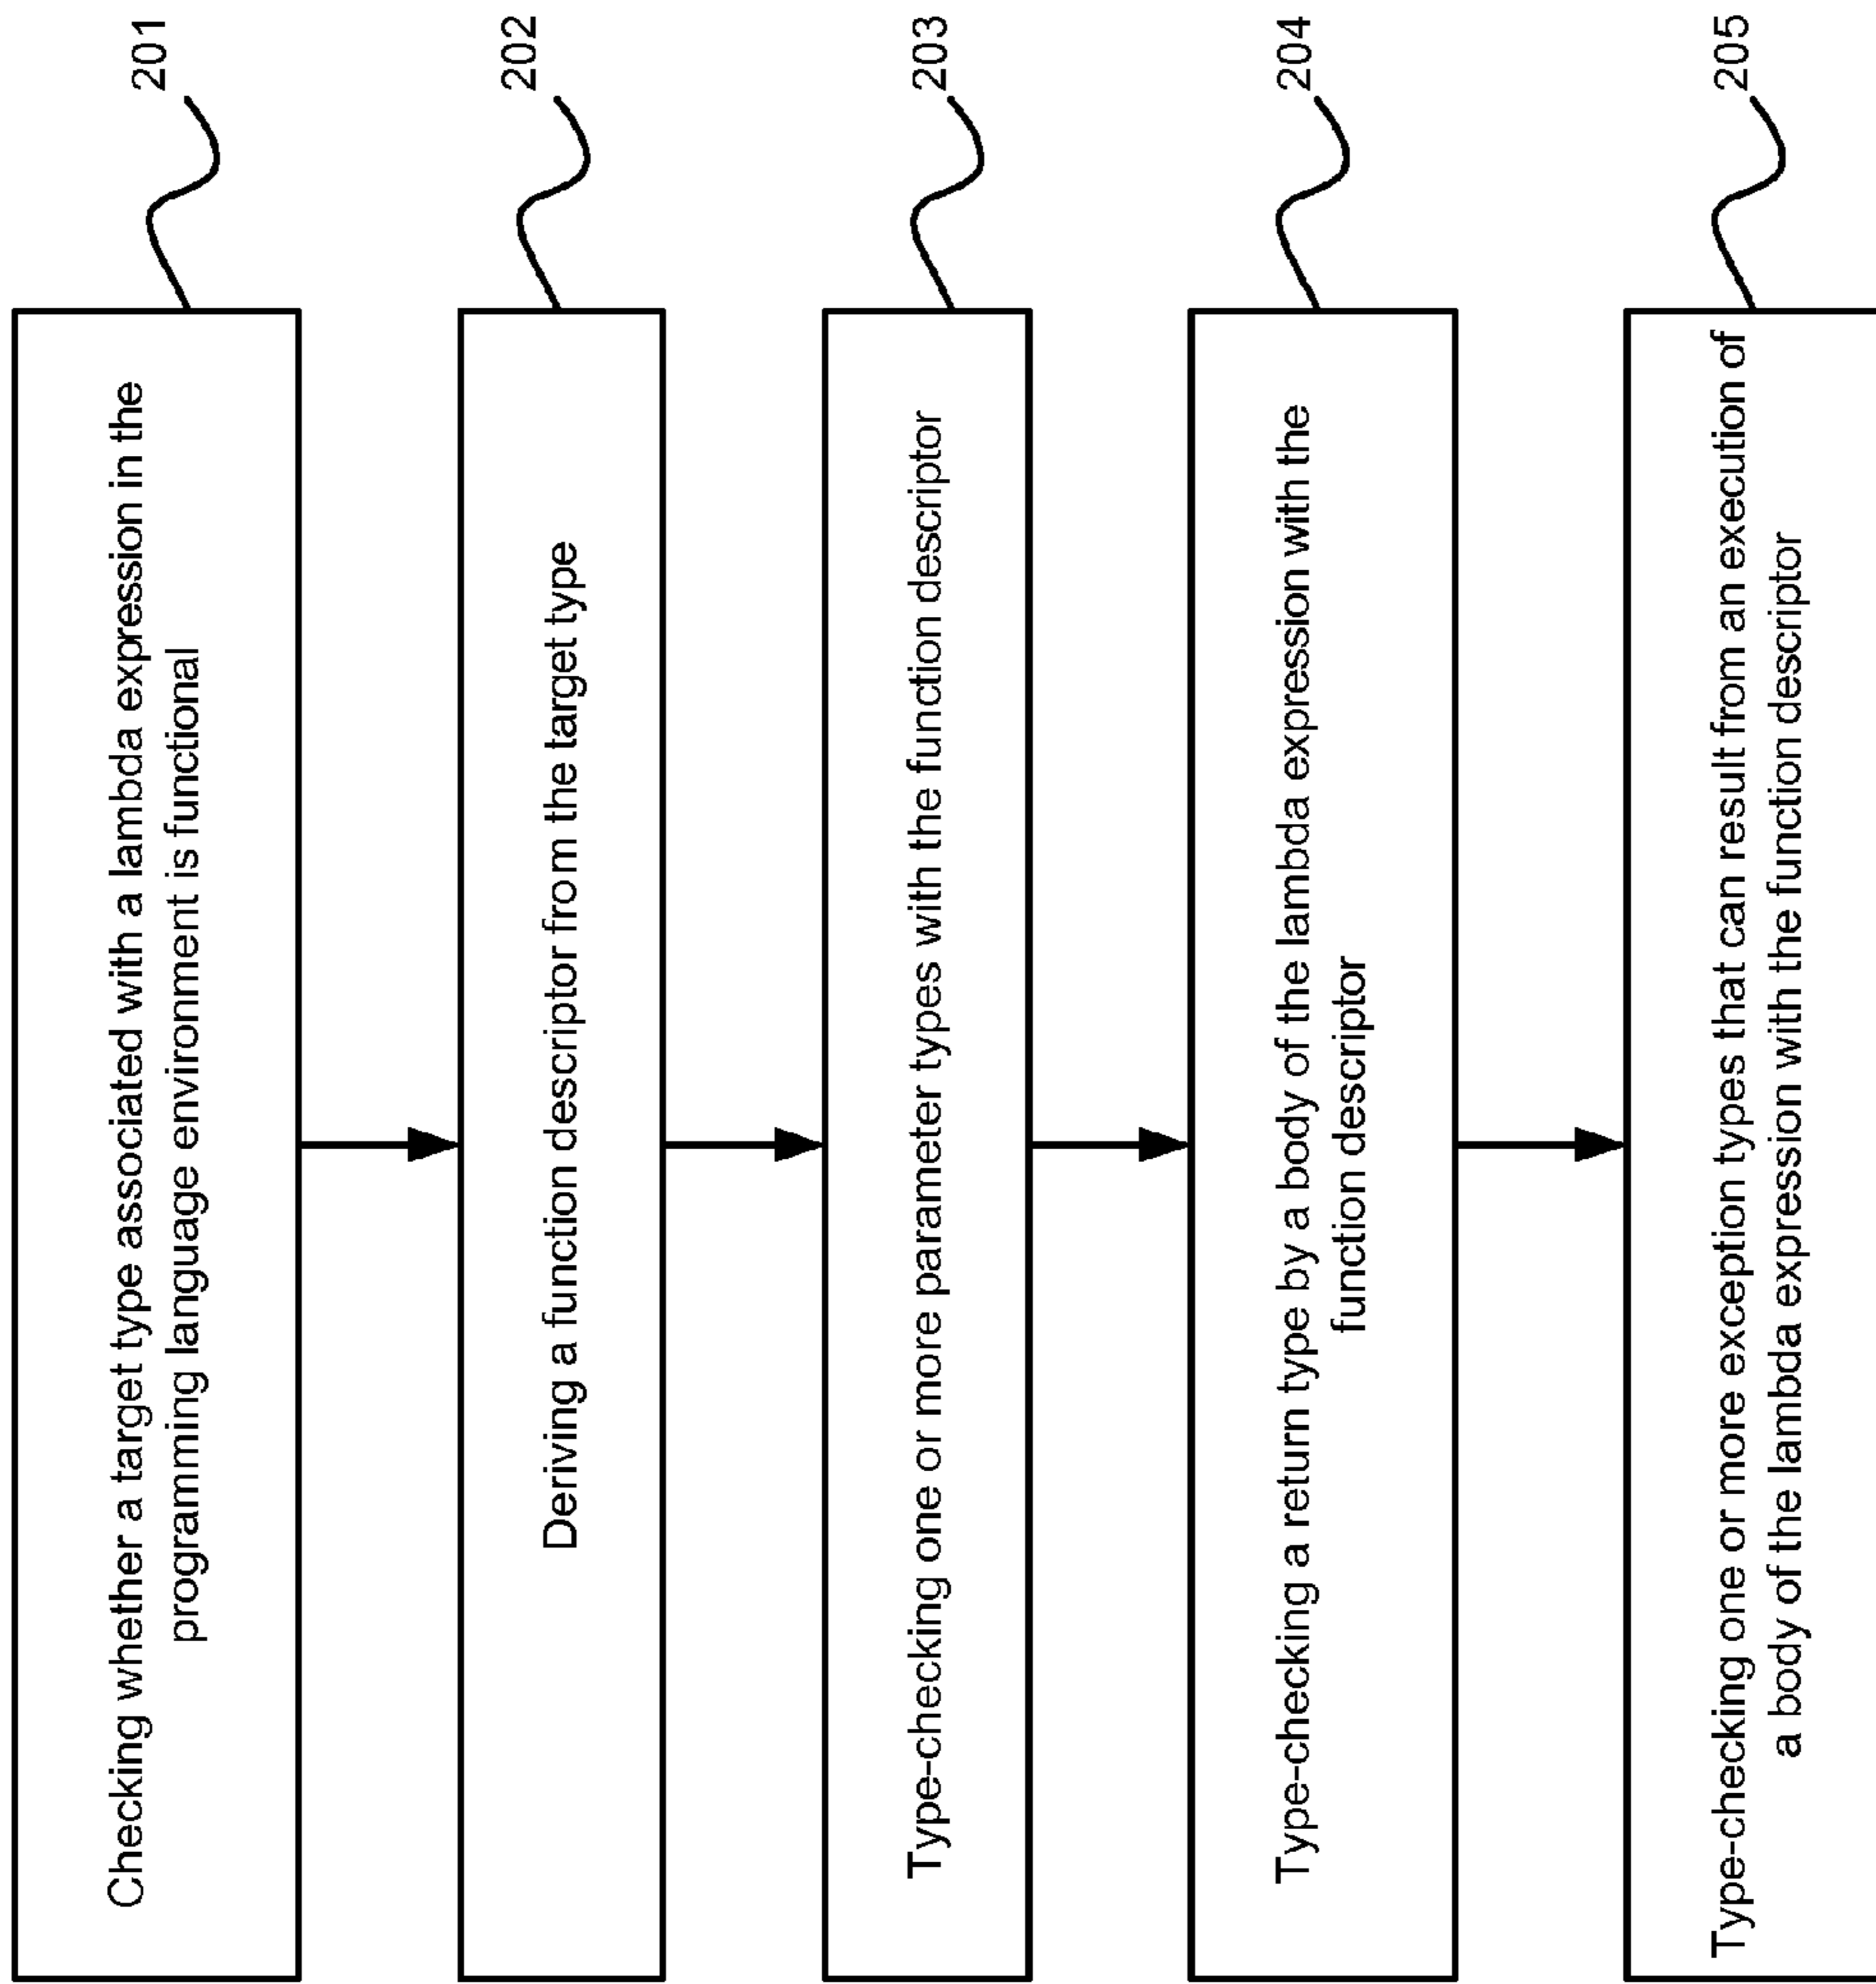 Checking whether a target type associated with a lambda expression in the
programming language environment is functional
201
Deriving a function descriptor from the target type
202
Type-checking one or more parameter types with the function descriptor
203
Type-checking a return type by a body of the lambda expression with the
function descriptor
204
Type-checking one or more exception types that can result from an execution of
a body of the lambda expression with the function descriptor
205